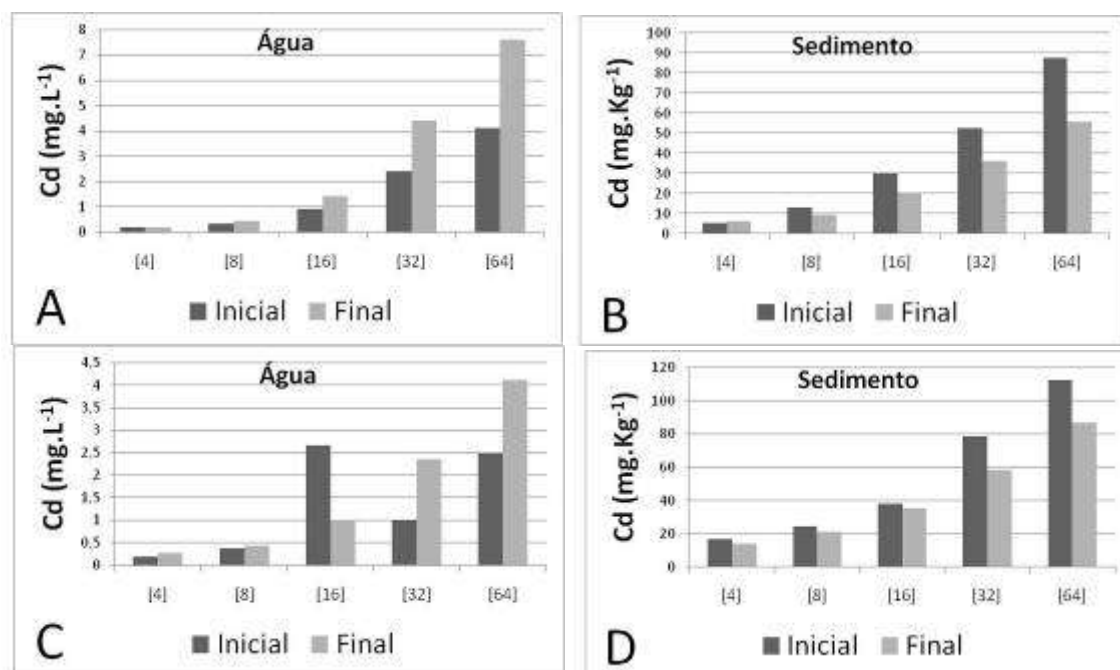 Água
Cd (mg.L⁻¹)
8
7
6
5
4
3
2
1
0
[4] [8] [16] [32] [64]
A
Inicial Final
Sedimento
Cd (mg.Kg⁻¹)
100
90
80
70
60
50
40
30
20
10
0
[4] [8] [16] [32] [64]
B
Inicial Final
Água
Cd (mg.L⁻¹)
4,5
4
3,5
3
2,5
2
1,5
1
0,5
0
[4] [8] [16] [32] [64]
C
Inicial Final
Sedimento
Cd (mg.Kg⁻¹)
120
100
80
60
40
20
0
[4] [8] [16] [32] [64]
D
Inicial Final